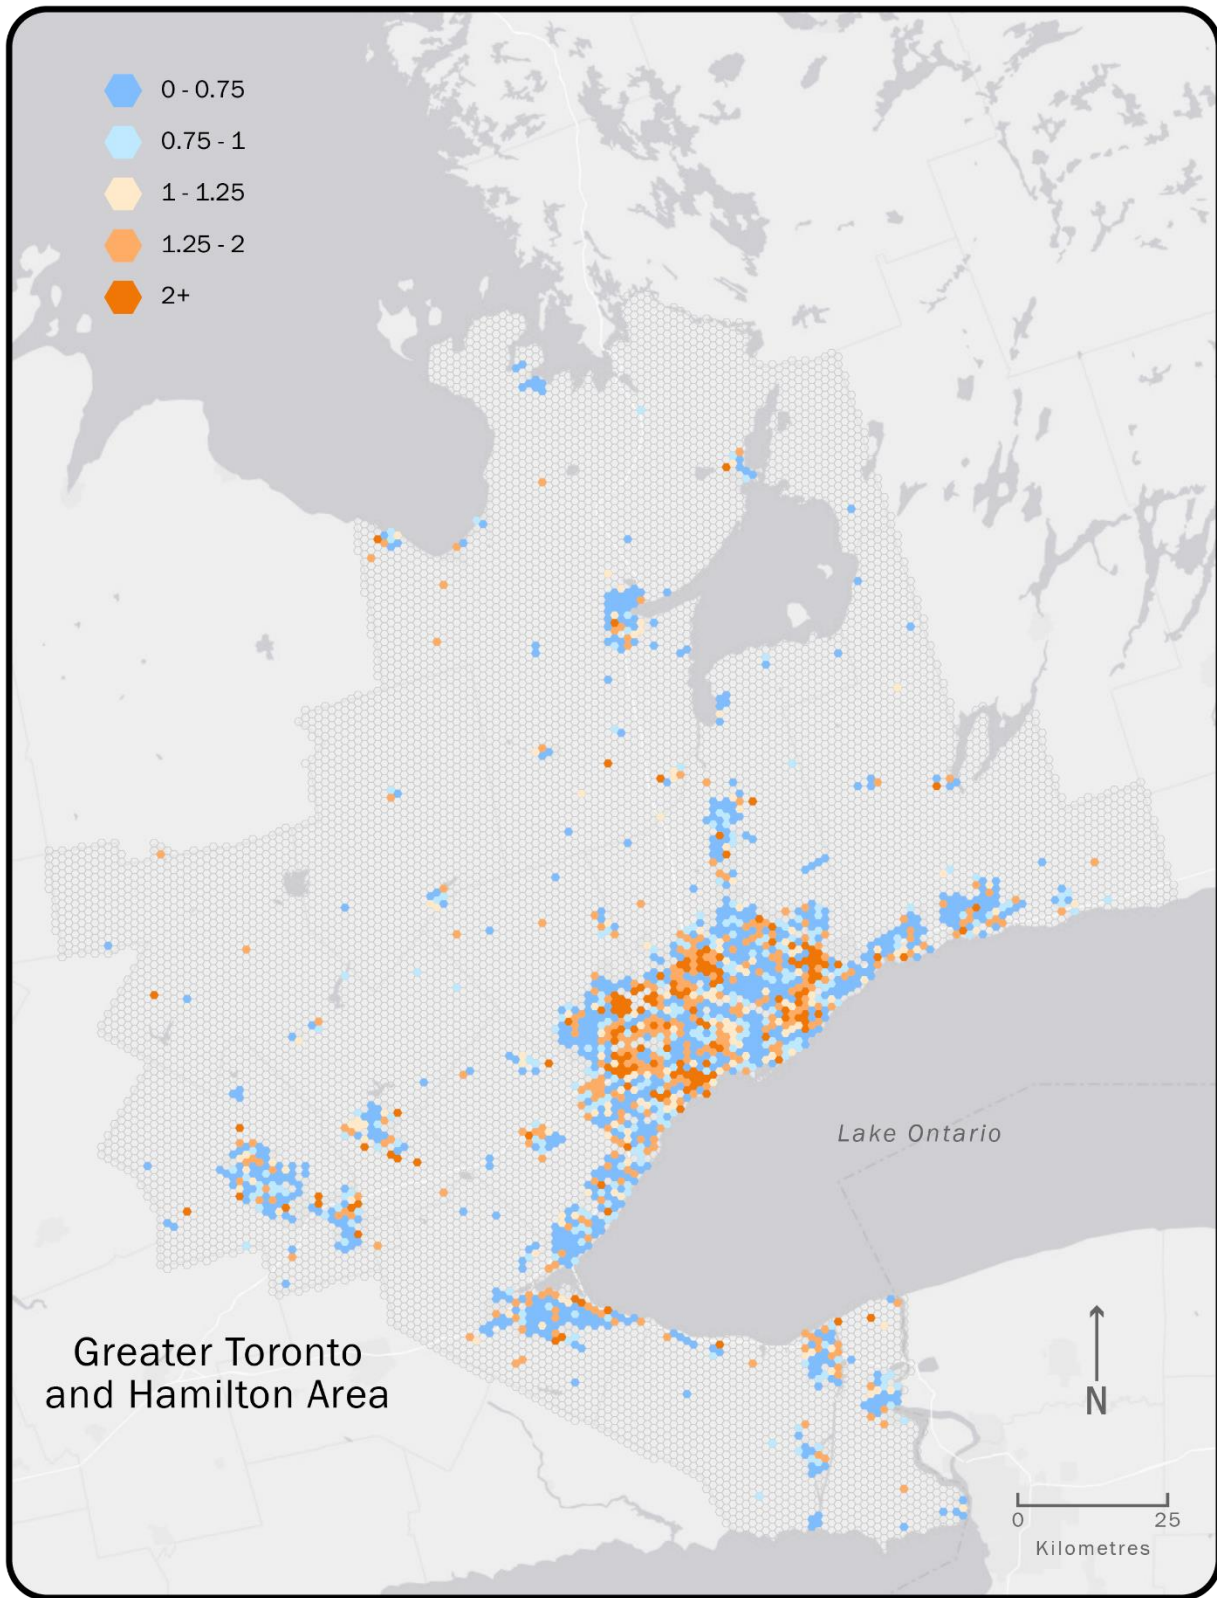 0 - 0.75
0.75 - 1
1 - 1.25
1.25 - 2
2+
Lake Ontario
Greater Toronto
and Hamilton Area
N
0 25
Kilometres